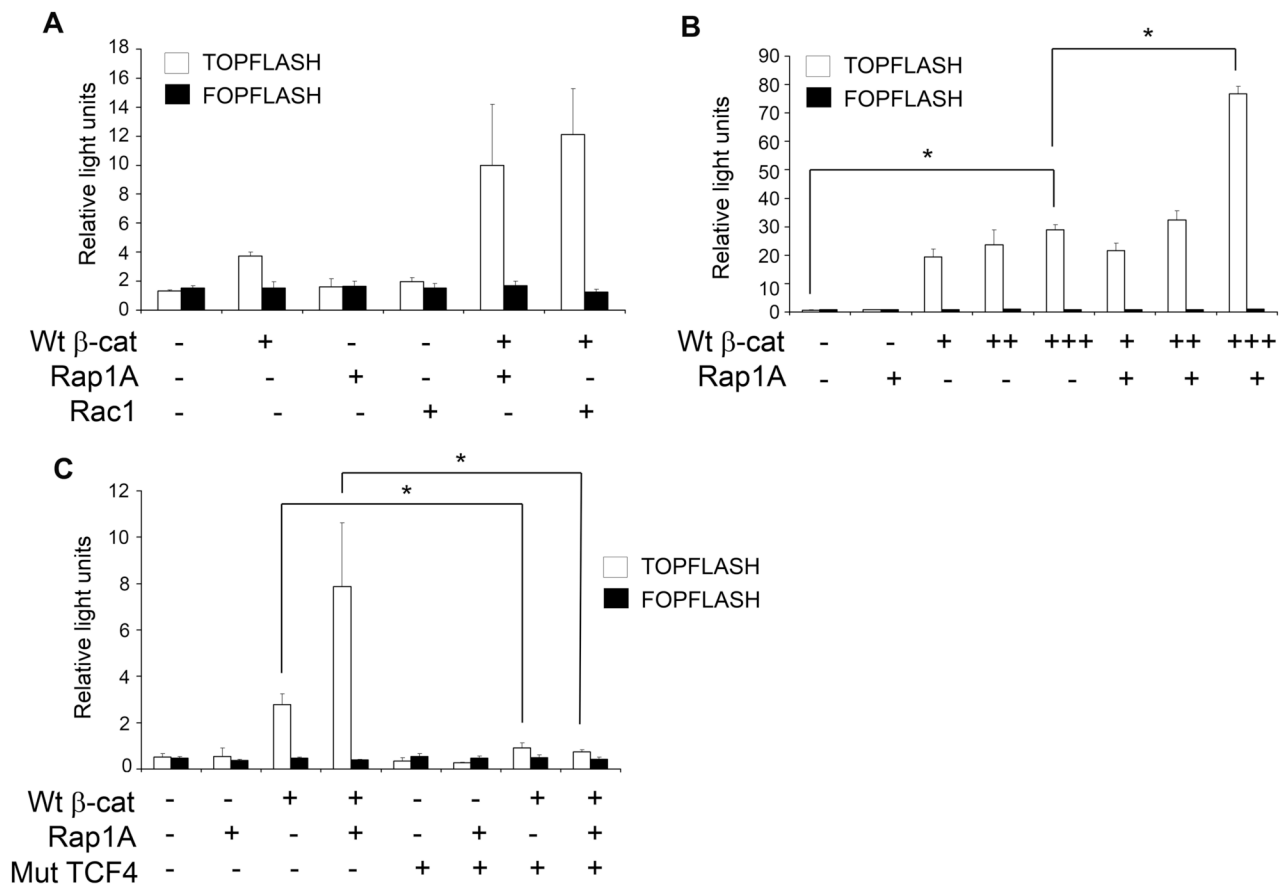 A
Relative light units
18
16
14
12
10
8
6
4
2
0
TOPFLASH
FOPFLASH
Wt β-cat - + - - + +
Rap1A - - + - + -
Rac1 - - - + - +
B
Relative light units
90
80
70
60
50
40
30
20
10
0
TOPFLASH
FOPFLASH
*
*
Wt β-cat - - + ++ +++ + ++ +++
Rap1A - + - - - + + +
C
Relative light units
12
10
8
6
4
2
0
*
*
TOPFLASH
FOPFLASH
Wt β-cat - - + + - - + +
Rap1A - + - + - + - +
Mut TCF4 - - - - + + + +